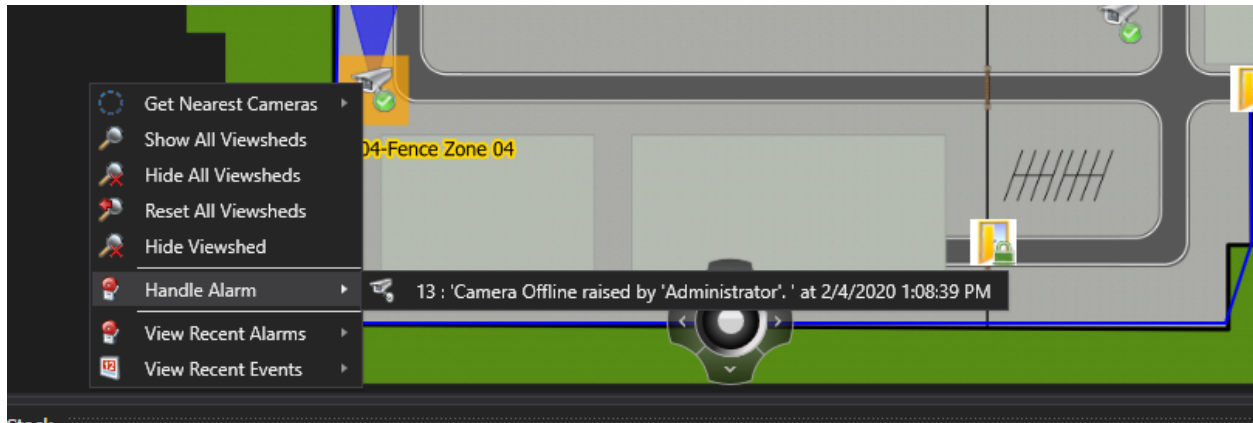 Get Nearest Cameras
Show All Viewsheds
04-Fence Zone 04
Hide All Viewsheds
Reset All Viewsheds
Hide Viewshed
Handle Alarm
13 : 'Camera Offline raised by 'Administrator'. ' at 2/4/2020 1:08:39 PM
View Recent Alarms
12
View Recent Events